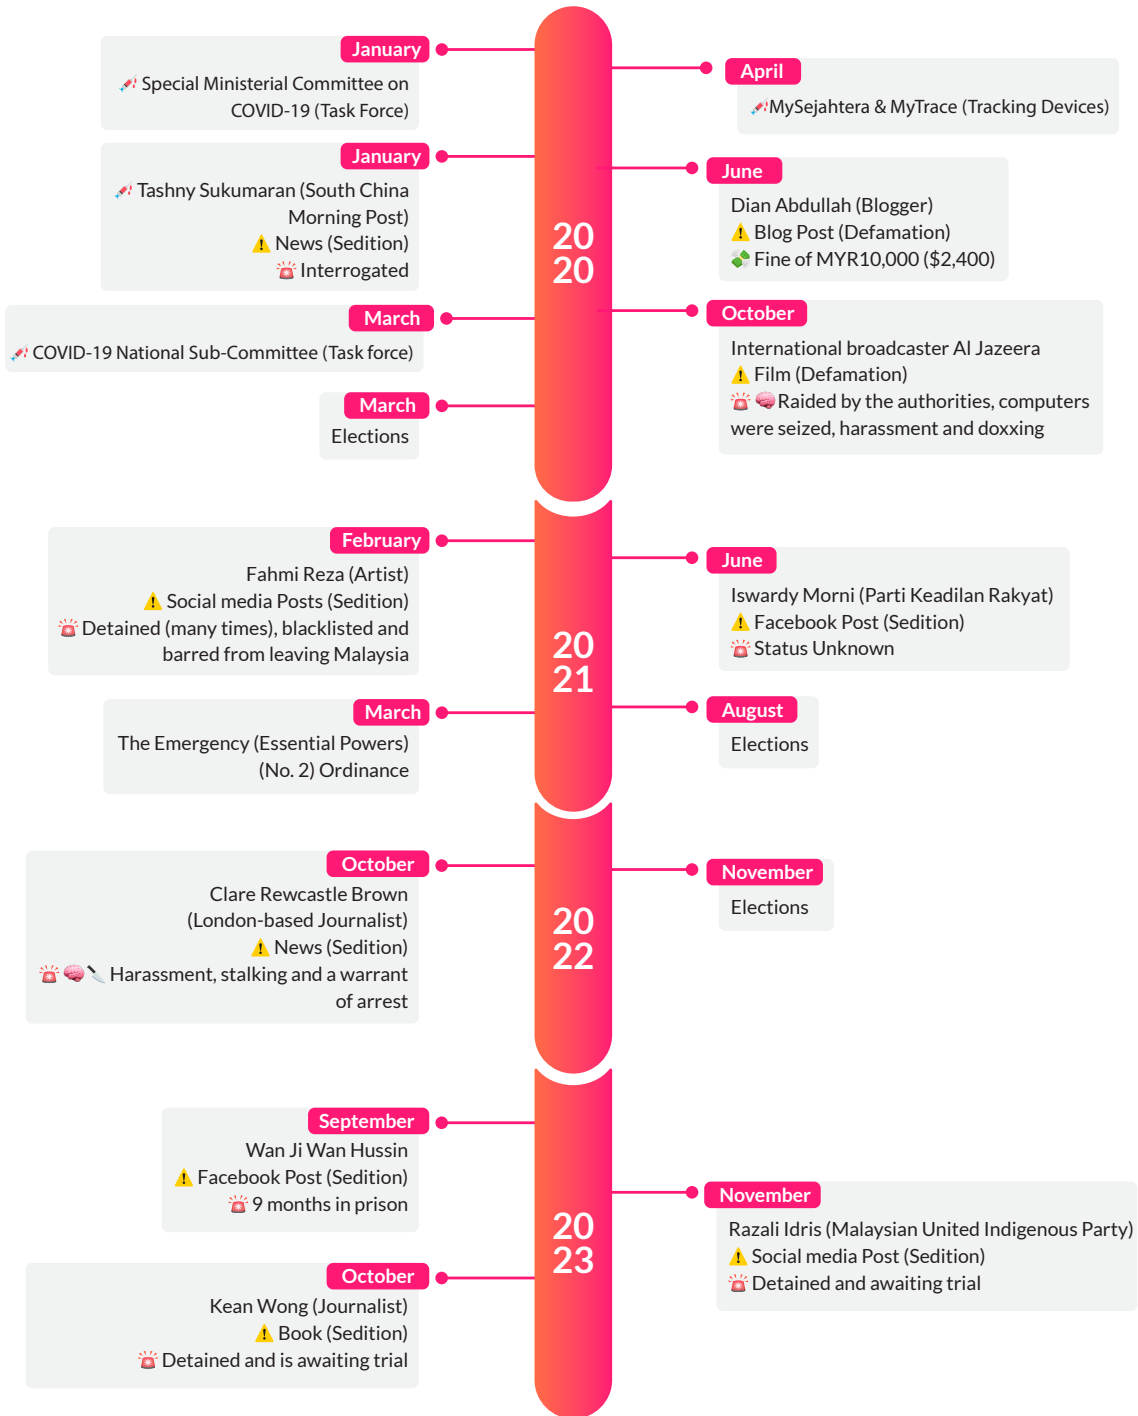 January
💉 Special Ministerial Committee on
COVID-19 (Task Force)
April
💉MySejahtera & MyTrace (Tracking Devices)
January
💉 Tashny Sukumaran (South China
Morning Post)
⚠️ News (Sedition)
🚨 Interrogated
June
Dian Abdullah (Blogger)
⚠️ Blog Post (Defamation)
💸 Fine of MYR10,000 ($2,400)
20
20
March
💉 COVID-19 National Sub-Committee (Task force)
October
International broadcaster Al Jazeera
⚠️ Film (Defamation)
🚨 🧠 Raided by the authorities, computers
were seized, harassment and doxxing
March
Elections
February
Fahmi Reza (Artist)
⚠️ Social media Posts (Sedition)
🚨 Detained (many times), blacklisted and
barred from leaving Malaysia
June
Iswardy Morni (Parti Keadilan Rakyat)
⚠️ Facebook Post (Sedition)
🚨 Status Unknown
20
21
March
The Emergency (Essential Powers)
(No. 2) Ordinance
August
Elections
October
Clare Rewcastle Brown
(London-based Journalist)
⚠️ News (Sedition)
🚨 🧠 🔪 Harassment, stalking and a warrant
of arrest
November
Elections
20
22
September
Wan Ji Wan Hussin
⚠️ Facebook Post (Sedition)
🚨 9 months in prison
November
Razali Idris (Malaysian United Indigenous Party)
⚠️ Social media Post (Sedition)
🚨 Detained and awaiting trial
20
23
October
Kean Wong (Journalist)
⚠️ Book (Sedition)
🚨 Detained and is awaiting trial